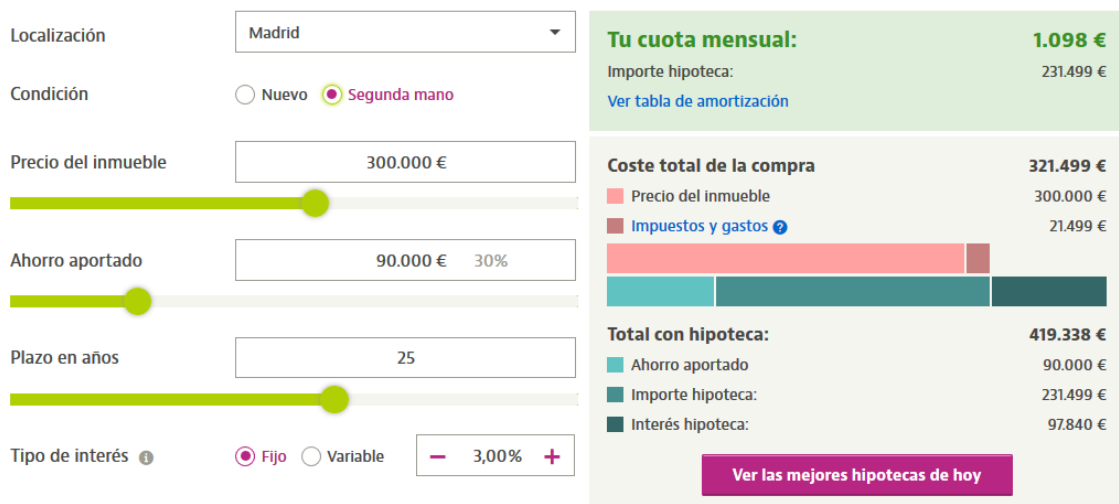 Localización
Madrid
Condición
Nuevo
Segunda mano
Precio del inmueble
300.000 €
Ahorro aportado
90.000 € 30%
Plazo en años
25
Tipo de interés
Fijo
Variable
− 3,00% +
Tu cuota mensual: 1.098 €
Importe hipoteca: 231.499 €
Ver tabla de amortización
Coste total de la compra 321.499 €
Precio del inmueble 300.000 €
Impuestos y gastos ? 21.499 €
Total con hipoteca: 419.338 €
Ahorro aportado 90.000 €
Importe hipoteca: 231.499 €
Interés hipoteca: 97.840 €
Ver las mejores hipotecas de hoy